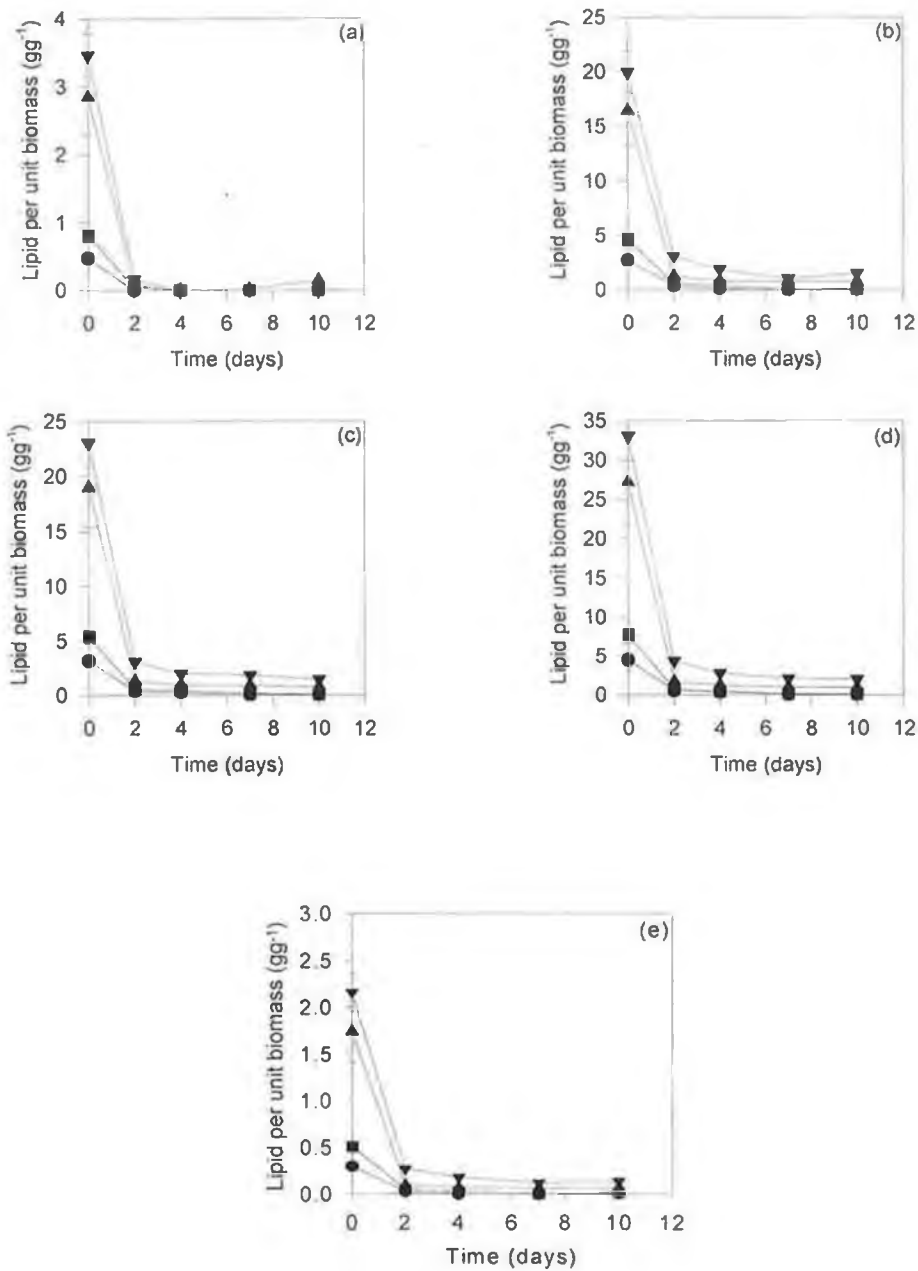 (a)
Lipid per unit biomass (gg⁻¹)
4
3
2
1
0
0 2 4 6 8 10 12
Time (days)
(b)
Lipid per unit biomass (gg⁻¹)
25
20
15
10
5
0
0 2 4 6 8 10 12
Time (days)
(c)
Lipid per unit biomass (gg⁻¹)
25
20
15
10
5
0
0 2 4 6 8 10 12
Time (days)
(d)
Lipid per unit biomass (gg⁻¹)
35
30
25
20
15
10
5
0
0 2 4 6 8 10 12
Time (days)
(e)
Lipid per unit biomass (gg⁻¹)
3.0
2.5
2.0
1.5
1.0
0.5
0.0
0 2 4 6 8 10 12
Time (days)